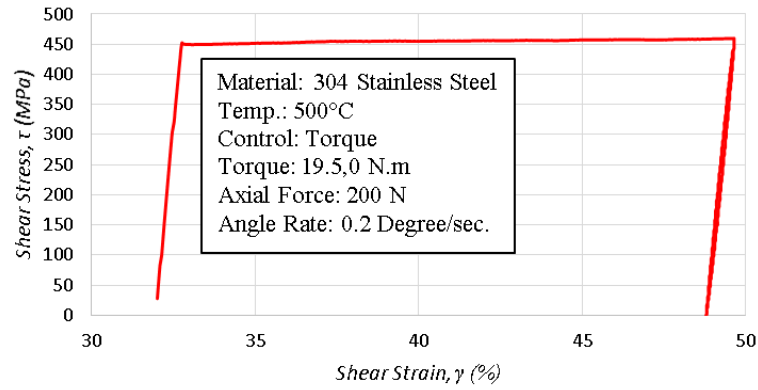 500
450
400
350
300
250
200
150
100
50
0
Shear Stress, τ (MPa)
Material: 304 Stainless Steel
Temp.: 500°C
Control: Torque
Torque: 19.5,0 N.m
Axial Force: 200 N
Angle Rate: 0.2 Degree/sec.
30 35 40 45 50
Shear Strain, γ (%)